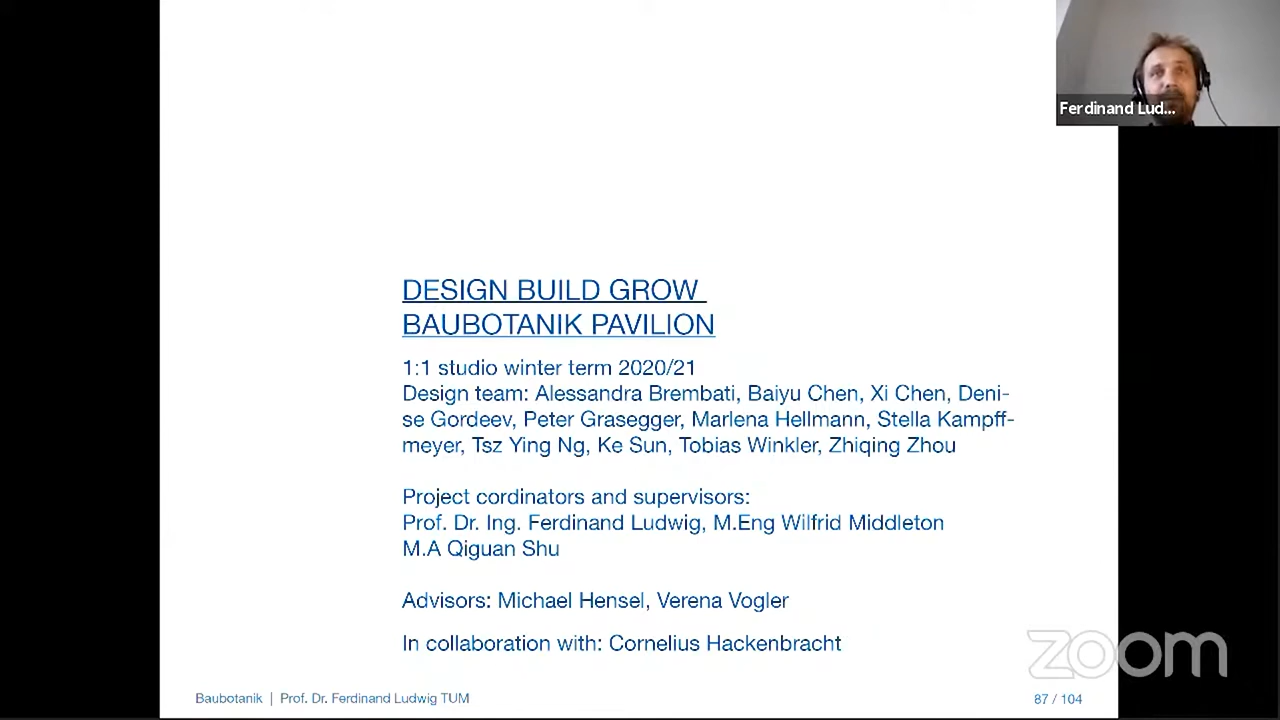 Ferdinand Lud...
DESIGN BUILD GROW
BAUBOTANIK PAVILION
1:1 studio winter term 2020/21
Design team: Alessandra Brembati, Baiyu Chen, Xi Chen, Deni-
se Gordeev, Peter Grasegger, Marlena Hellmann, Stella Kampff-
meyer, Tsz Ying Ng, Ke Sun, Tobias Winkler, Zhiqing Zhou
Project cordinators and supervisors:
Prof. Dr. Ing. Ferdinand Ludwig, M.Eng Wilfrid Middleton
M.A Qiguan Shu
Advisors: Michael Hensel, Verena Vogler
In collaboration with: Cornelius Hackenbracht
zoom
Baubotanik | Prof. Dr. Ferdinand Ludwig TUM
87 / 104